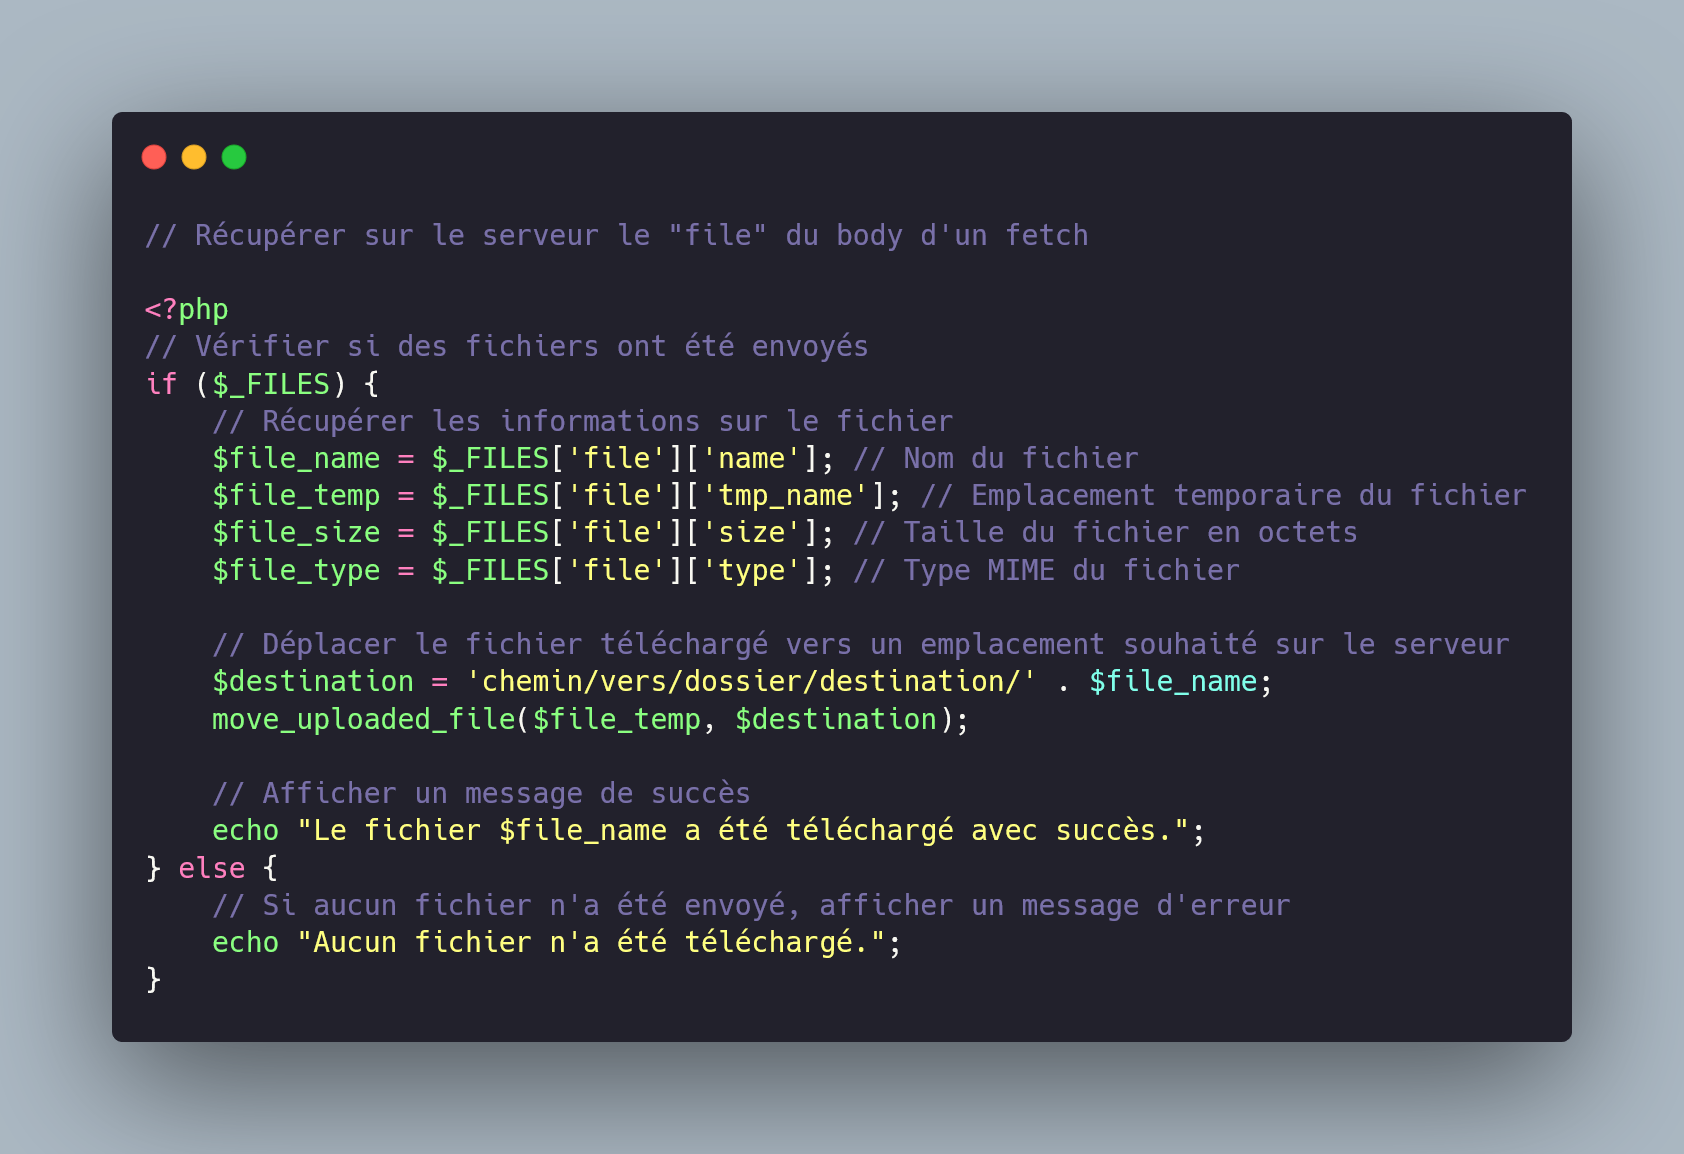 // Récupérer sur le serveur le "file" du body d'un fetch
<?php
// Vérifier si des fichiers ont été envoyés
if ($_FILES) {
    // Récupérer les informations sur le fichier
    $file_name = $_FILES['file']['name']; // Nom du fichier
    $file_temp = $_FILES['file']['tmp_name']; // Emplacement temporaire du fichier
    $file_size = $_FILES['file']['size']; // Taille du fichier en octets
    $file_type = $_FILES['file']['type']; // Type MIME du fichier
    // Déplacer le fichier téléchargé vers un emplacement souhaité sur le serveur
    $destination = 'chemin/vers/dossier/destination/' . $file_name;
    move_uploaded_file($file_temp, $destination);
    // Afficher un message de succès
    echo "Le fichier $file_name a été téléchargé avec succès.";
} else {
    // Si aucun fichier n'a été envoyé, afficher un message d'erreur
    echo "Aucun fichier n'a été téléchargé.";
}